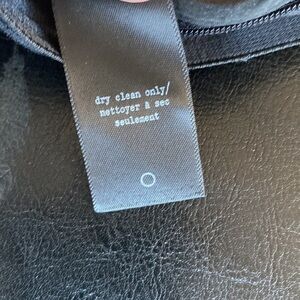 dry clean only/
nettoyer à sec
seulement